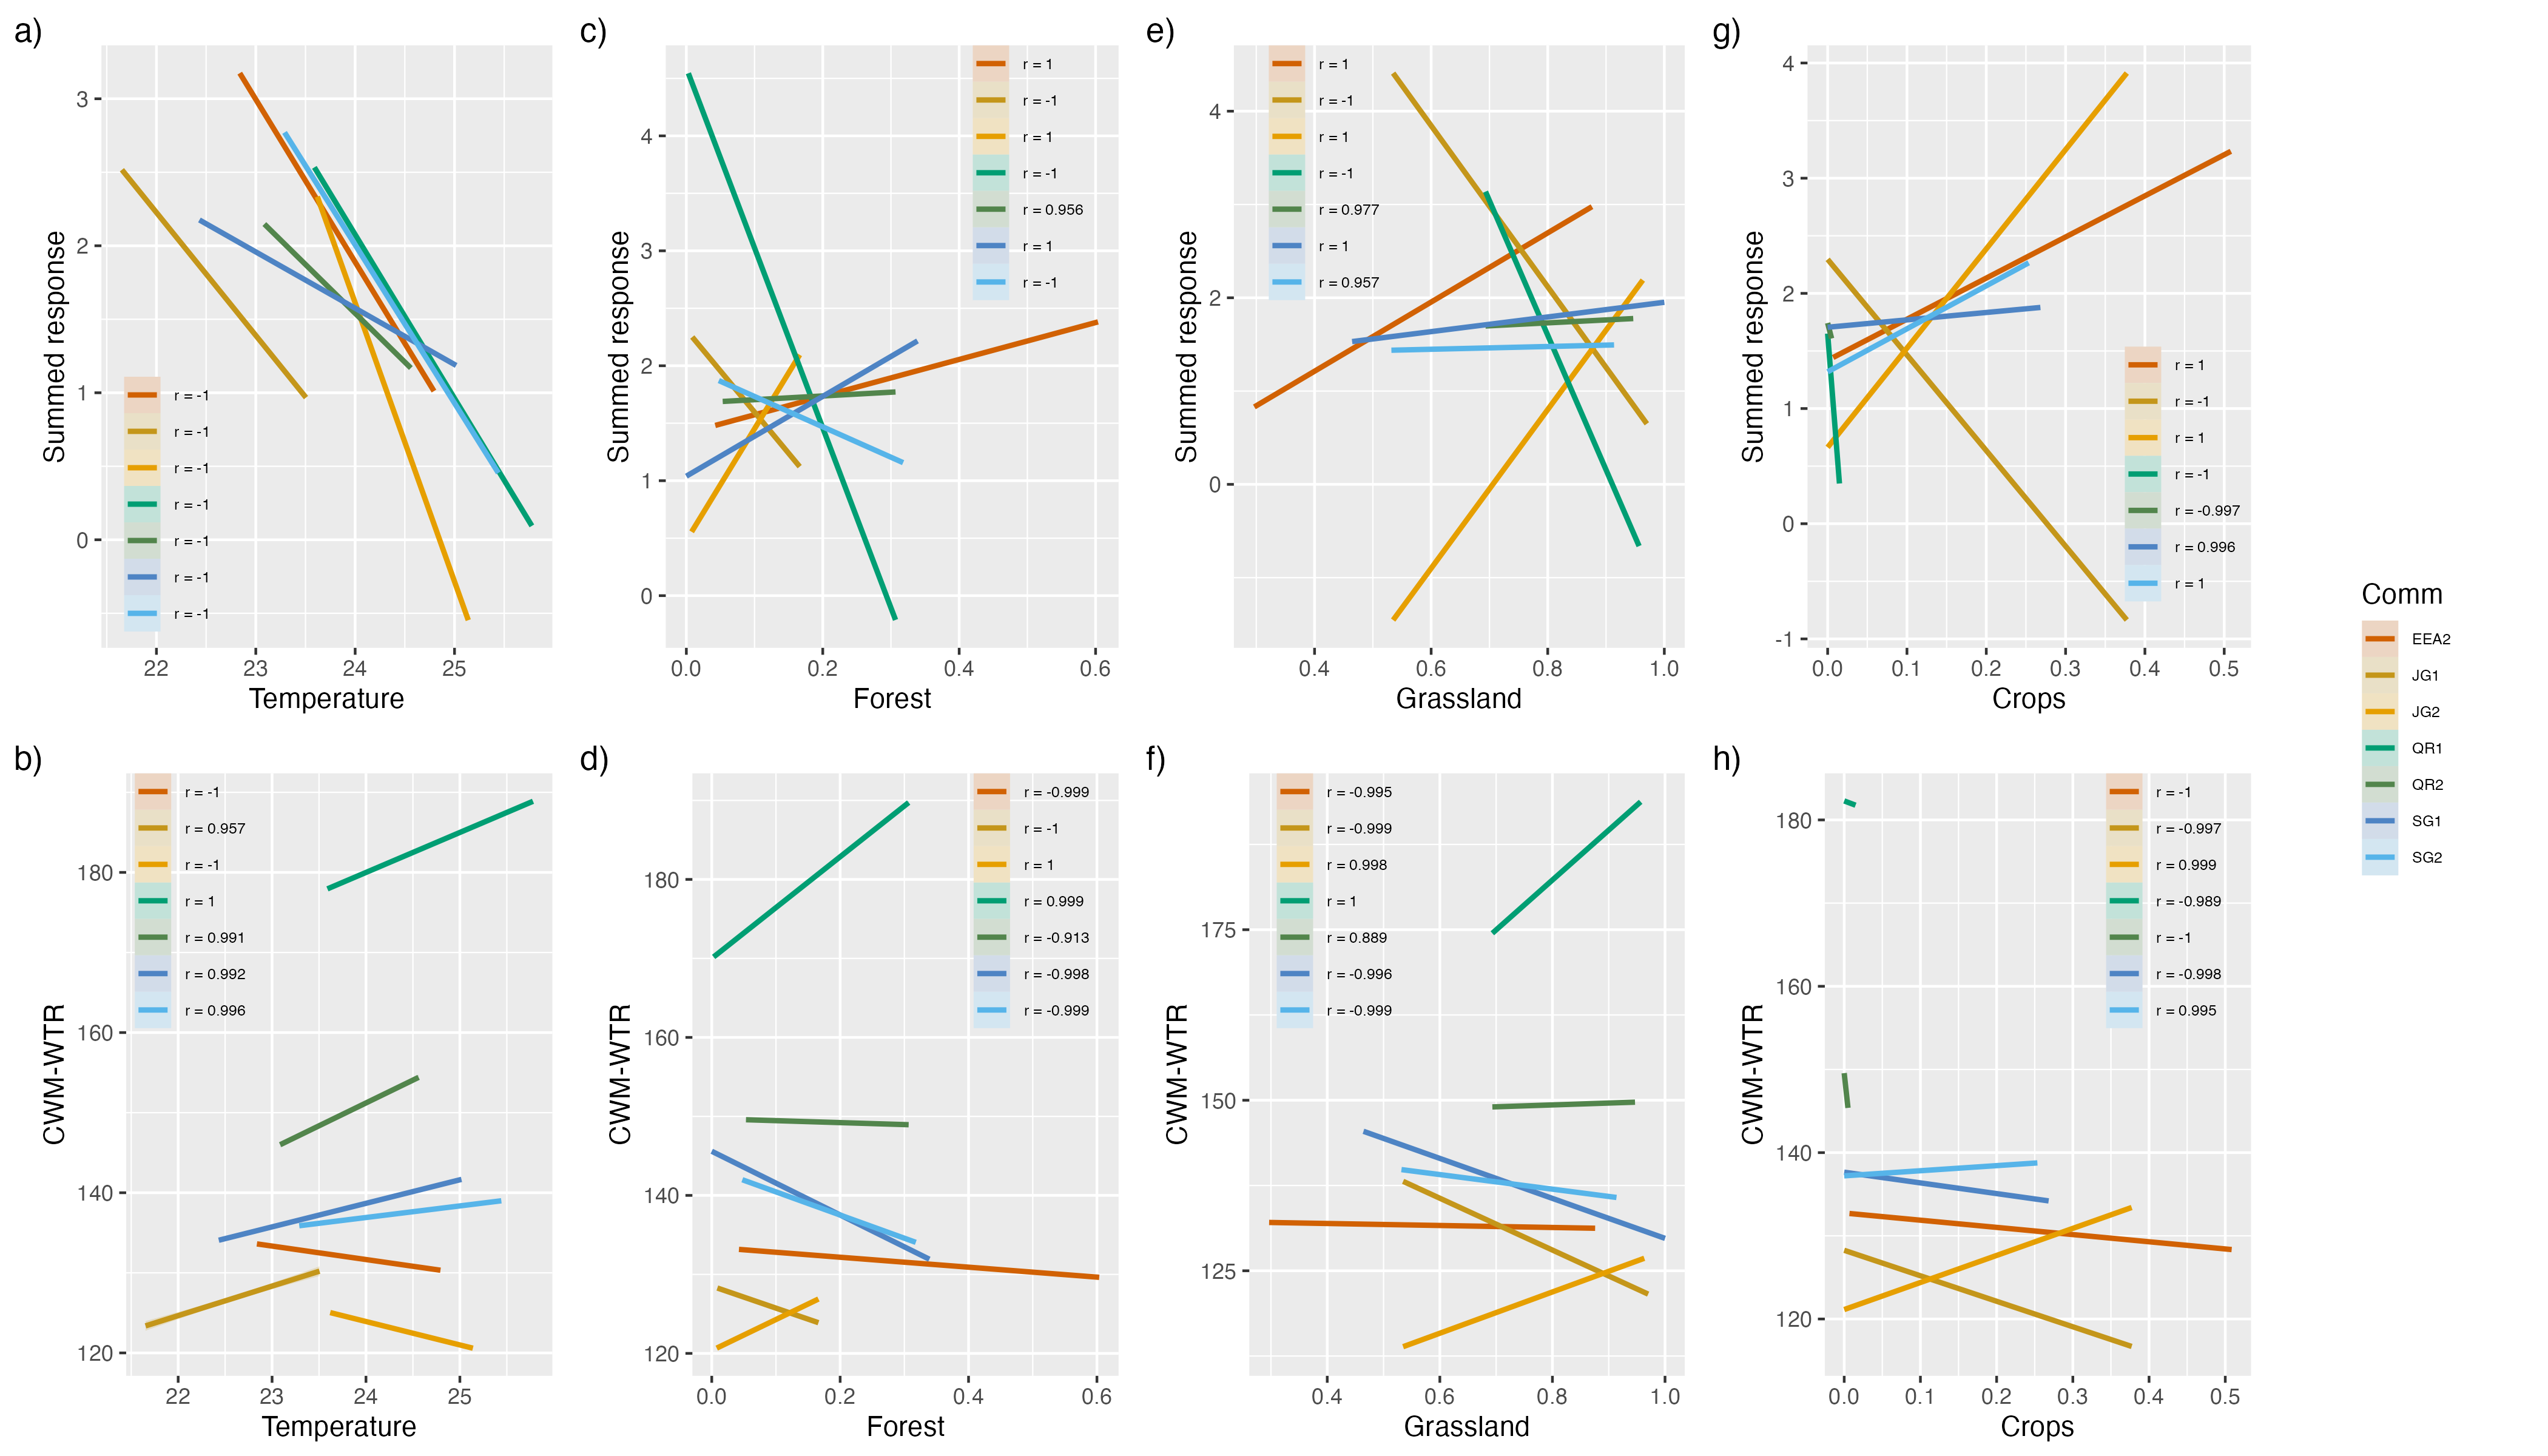 a)
3
2
1
0
Summed response
r = -1
r = -1
r = -1
r = -1
r = -1
r = -1
r = -1
22 23 24 25
Temperature
c)
4
3
2
1
0
Summed response
r = 1
r = -1
r = 1
r = -1
r = 0.956
r = 1
r = -1
0.0 0.2 0.4 0.6
Forest
e)
4
2
0
Summed response
r = 1
r = -1
r = 1
r = -1
r = 0.977
r = 1
r = 0.957
0.4 0.6 0.8 1.0
Grassland
g)
4
3
2
1
0
-1
Summed response
r = 1
r = -1
r = 1
r = -1
r = -0.997
r = 0.996
r = 1
0.0 0.1 0.2 0.3 0.4 0.5
Crops
b)
180
160
140
120
CWM-WTR
r = -1
r = 0.957
r = -1
r = 1
r = 0.991
r = 0.992
r = 0.996
22 23 24 25
Temperature
d)
180
160
140
120
CWM-WTR
r = -0.999
r = -1
r = 1
r = 0.999
r = -0.913
r = -0.998
r = -0.999
0.0 0.2 0.4 0.6
Forest
f)
175
150
125
CWM-WTR
r = -0.995
r = -0.999
r = 0.998
r = 1
r = 0.889
r = -0.996
r = -0.999
0.4 0.6 0.8 1.0
Grassland
h)
180
160
140
120
CWM-WTR
r = -1
r = -0.997
r = 0.999
r = -0.989
r = -1
r = -0.998
r = 0.995
0.0 0.1 0.2 0.3 0.4 0.5
Crops
Comm
EEA2
JG1
JG2
QR1
QR2
SG1
SG2